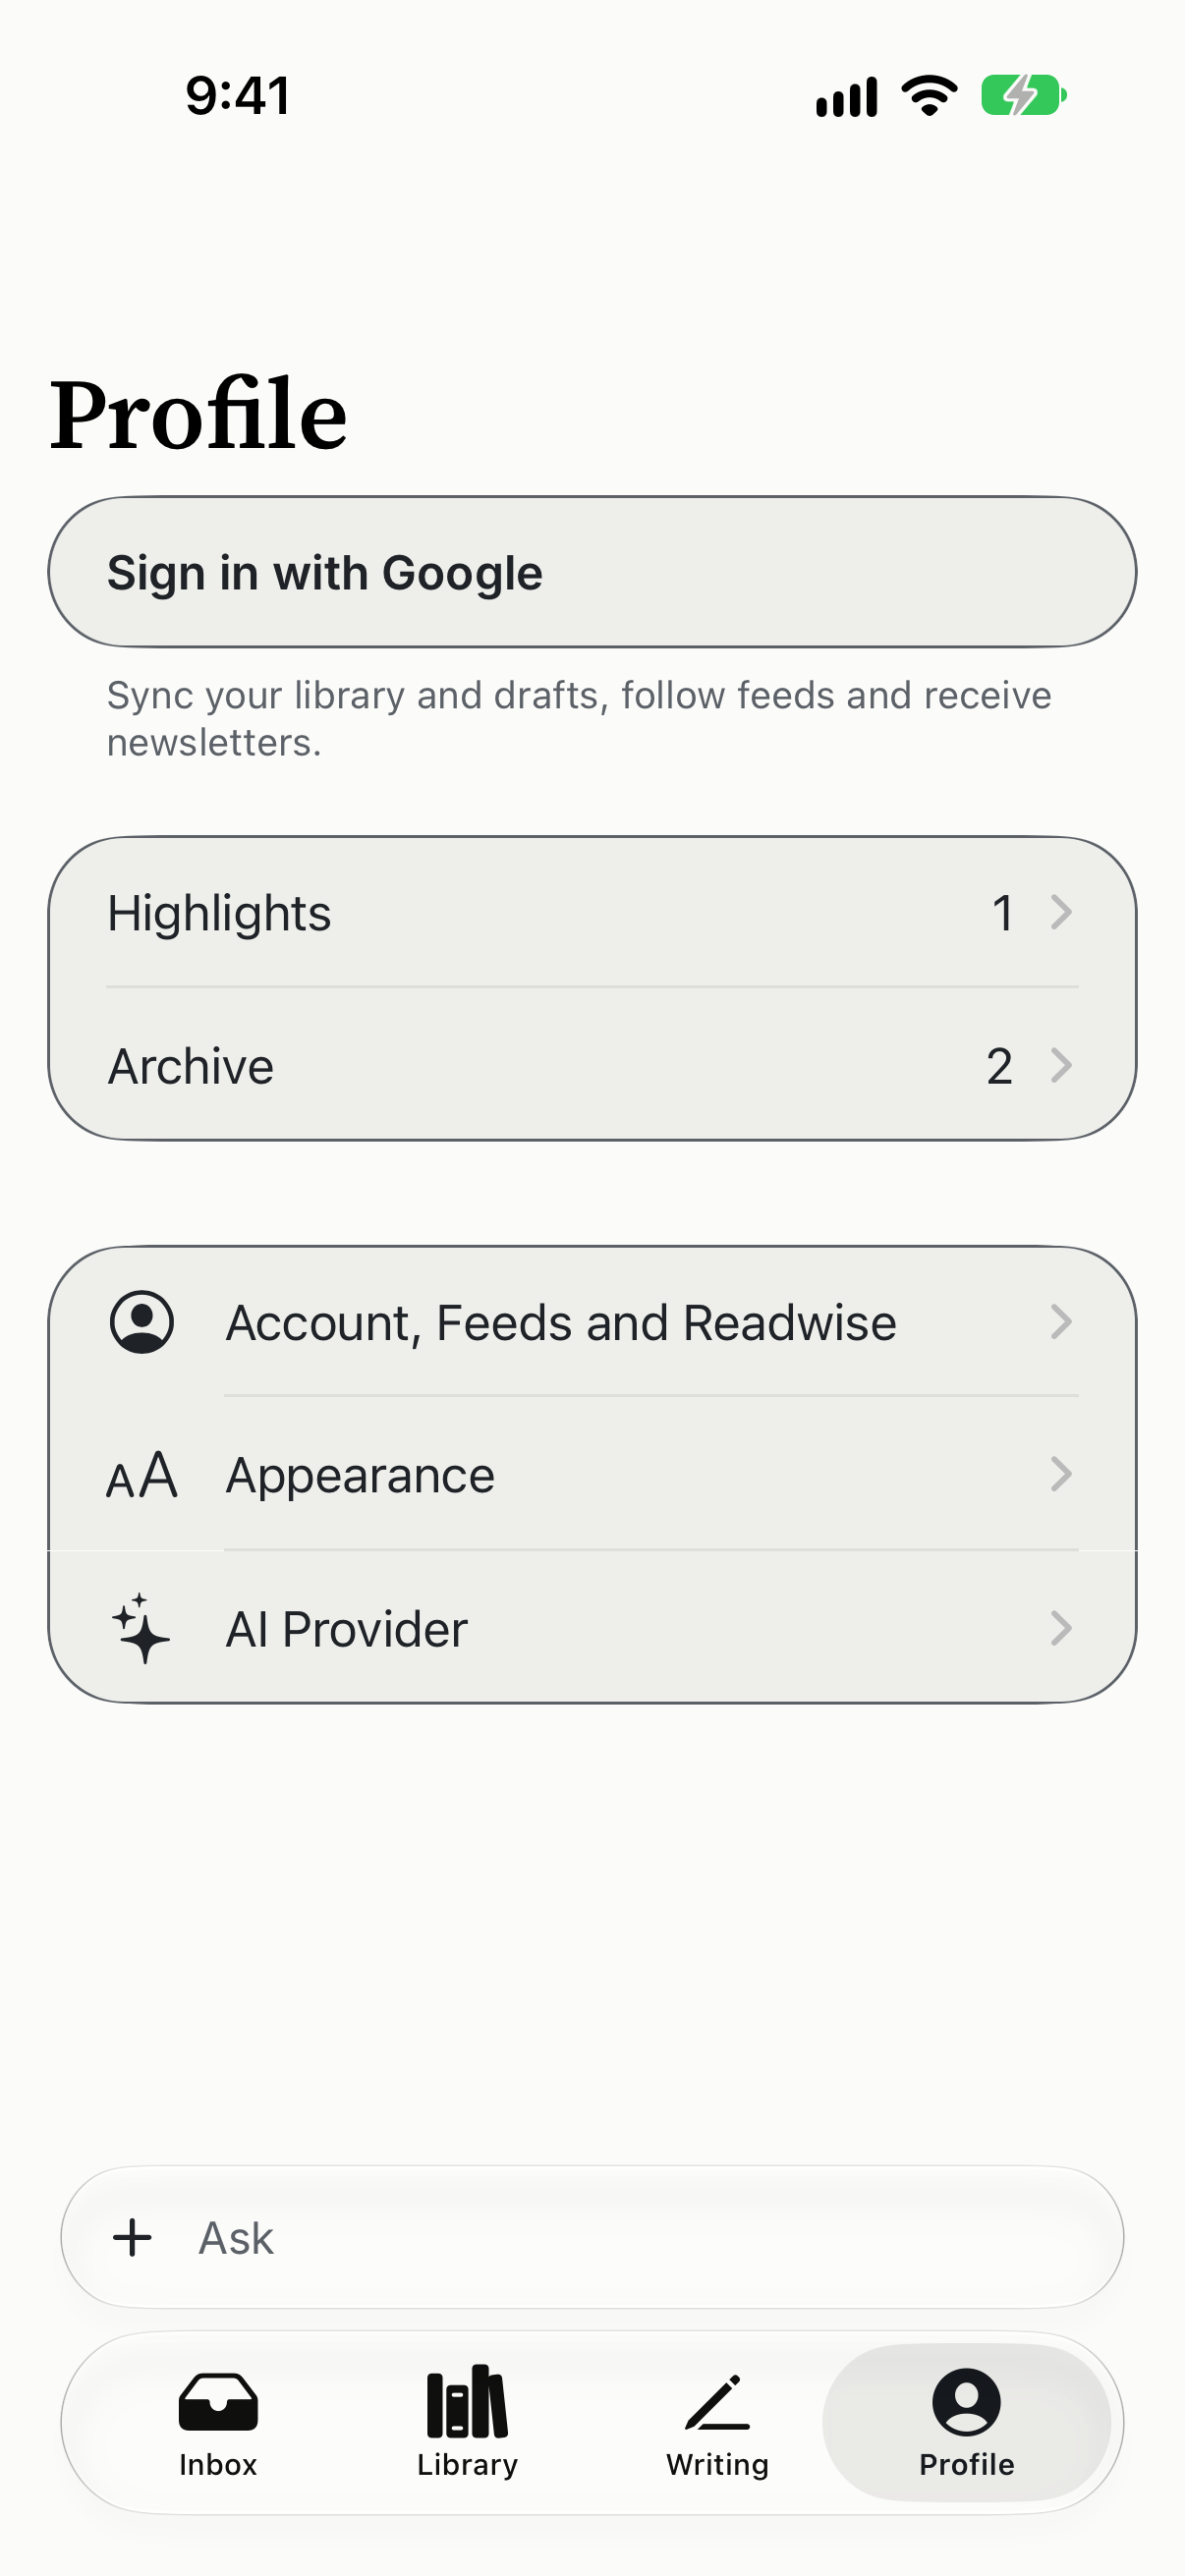 9:41
Profile
Sign in with Google
Sync your library and drafts, follow feeds and receive
newsletters.
Highlights 1
Archive 2
Account, Feeds and Readwise
AA Appearance
AI Provider
Ask
Inbox Library Writing Profile